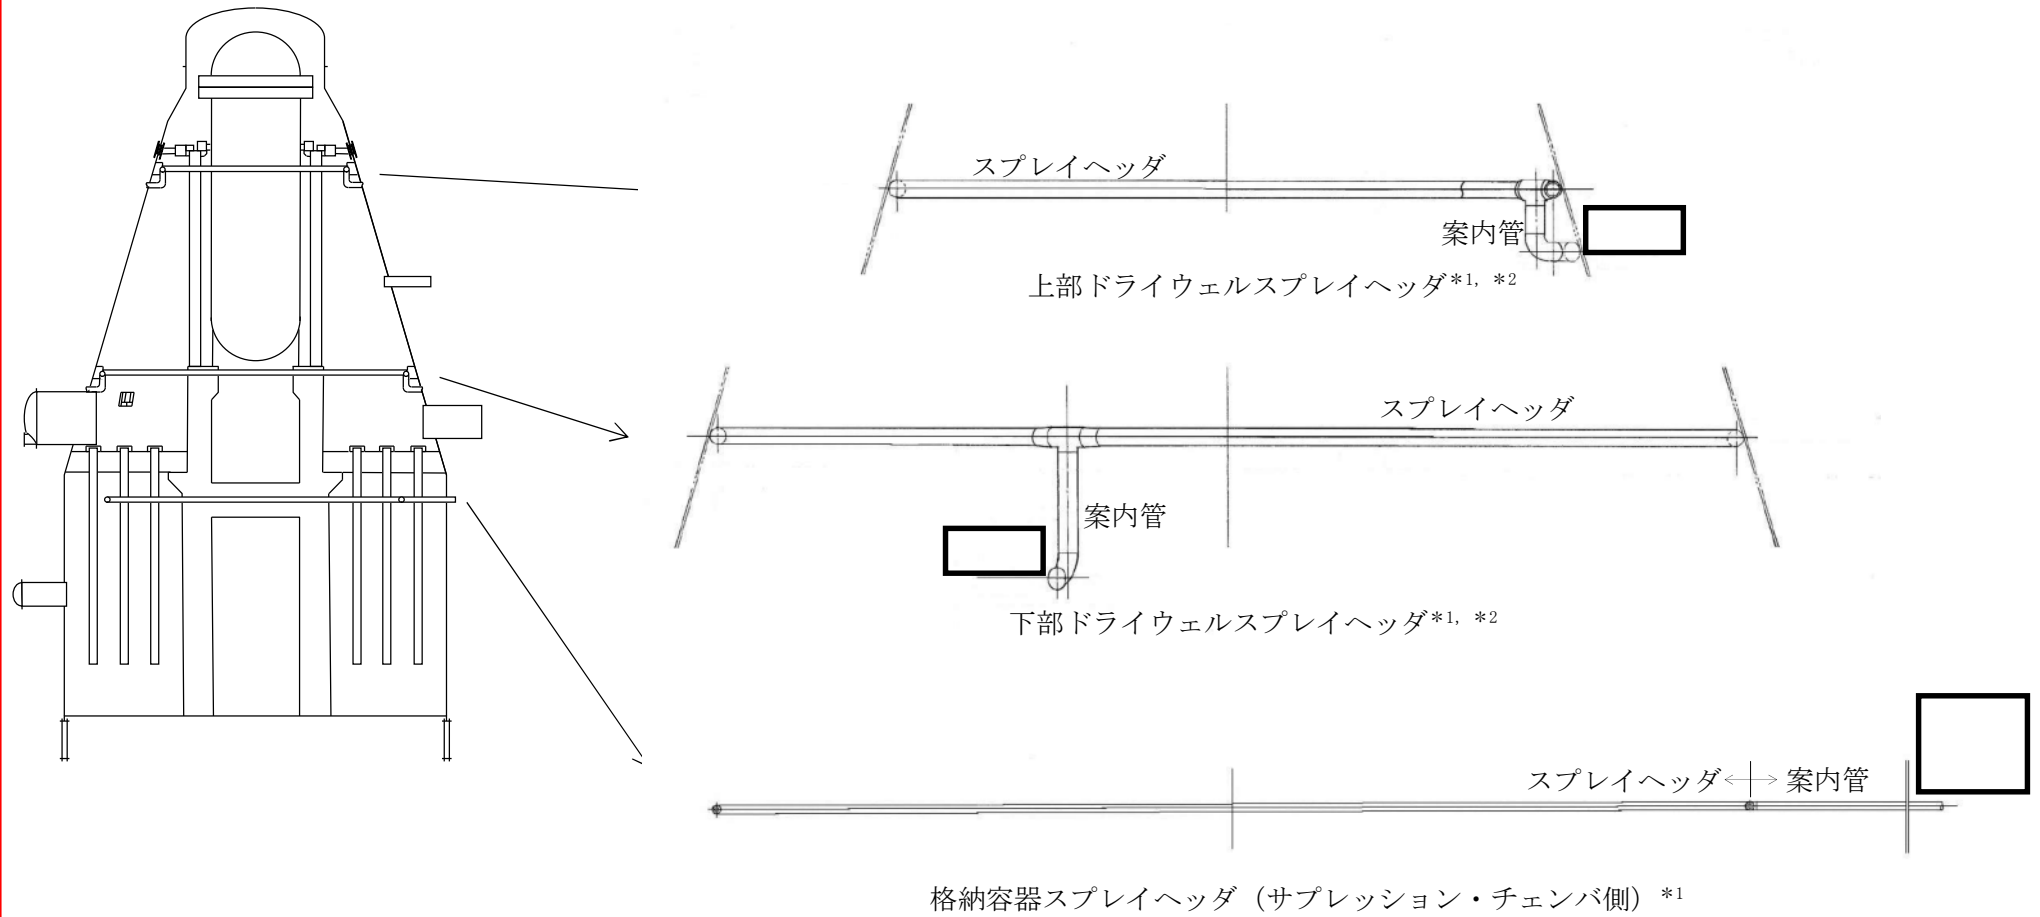 スプレイヘッダ
案内管
上部ドライウェルスプレイヘッダ*1, *2
スプレイヘッダ
案内管
下部ドライウェルスプレイヘッダ*1, *2
スプレイヘッダ 案内管
格納容器スプレイヘッダ（サプレッション・チェンバ側）*1